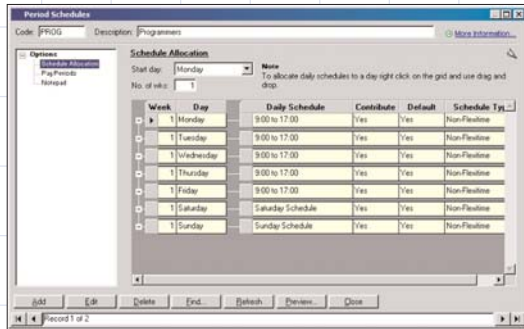 Period Schedules
Code: PROG Description: Programmers More Information...
Options
Schedule Allocation
Pay Periods
Notepad
Schedule Allocation
Start day: Monday
No. of wks: 1
Note
To allocate daily schedules to a day right click on the grid and use drag and
drop.
Week Day Daily Schedule Contribute Default Schedule Typ
1 Monday 9:00 to 17:00 Yes Yes Non-Flexitime
1 Tuesday 9:00 to 17:00 Yes Yes Non-Flexitime
1 Wednesday 9:00 to 17:00 Yes Yes Non-Flexitime
1 Thursday 9:00 to 17:00 Yes Yes Non-Flexitime
1 Friday 9:00 to 17:00 Yes Yes Non-Flexitime
1 Saturday Saturday Schedule Yes Yes Non-Flexitime
1 Sunday Sunday Schedule Yes Yes Non-Flexitime
Add Edit Delete Find... Refresh Preview... Close
Record 1 of 2